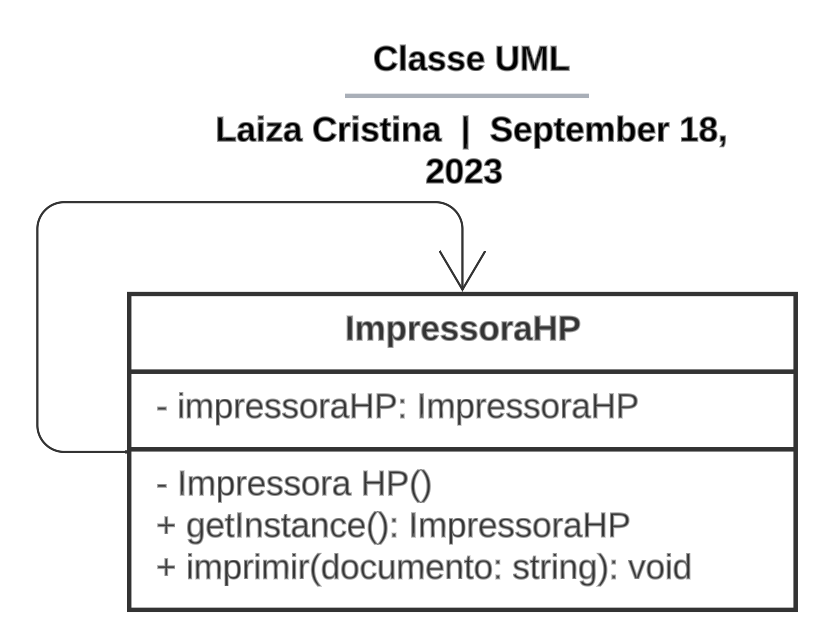 Classe UML
Laiza Cristina | September 18,
2023
ImpressoraHP
- impressoraHP: ImpressoraHP
- Impressora HP()
+ getInstance(): ImpressoraHP
+ imprimir(documento: string): void